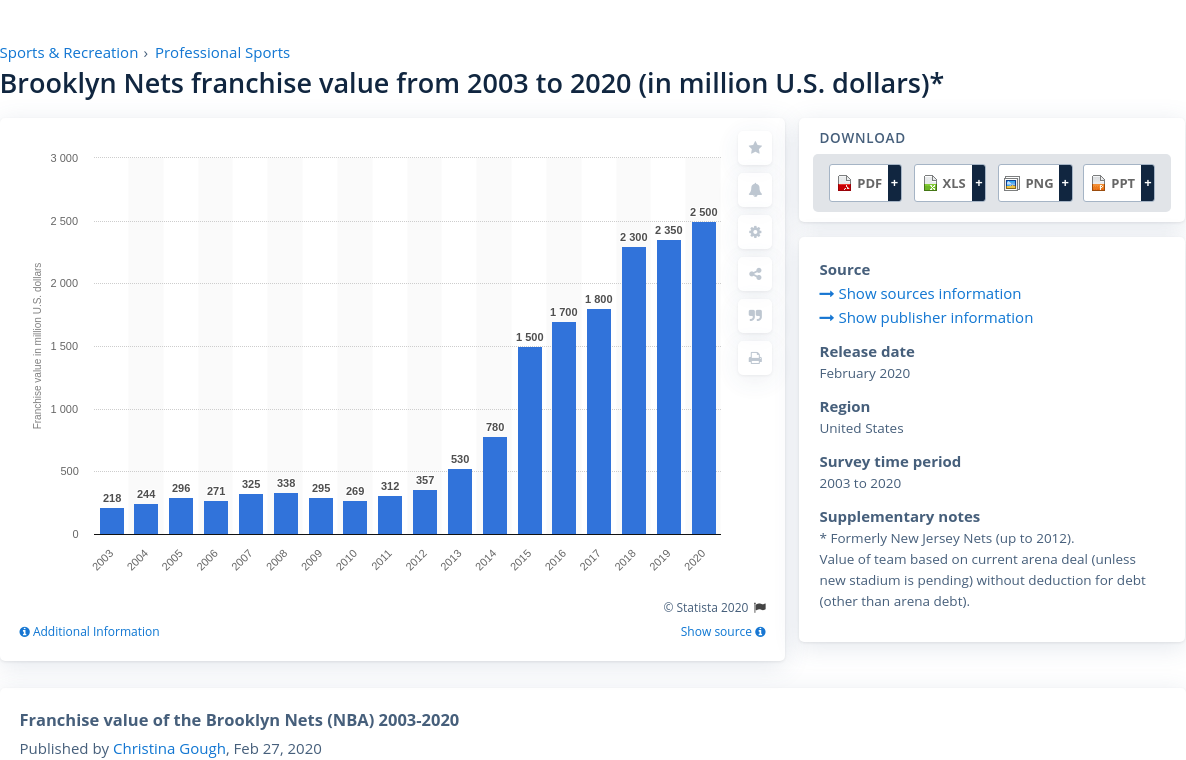 Sports & Recreation › Professional Sports
Brooklyn Nets franchise value from 2003 to 2020 (in million U.S. dollars)*
Franchise value in million U.S. dollars
3 000
2 500
2 000
1 500
1 000
500
0
218
244
296
271
325
338
295
269
312
357
530
780
1 500
1 700
1 800
2 300
2 350
2 500
2003
2004
2005
2006
2007
2008
2009
2010
2011
2012
2013
2014
2015
2016
2017
2018
2019
2020
© Statista 2020
Additional Information
Show source
DOWNLOAD
PDF + XLS + PNG + PPT +
Source
Show sources information
Show publisher information
Release date
February 2020
Region
United States
Survey time period
2003 to 2020
Supplementary notes
* Formerly New Jersey Nets (up to 2012).
Value of team based on current arena deal (unless
new stadium is pending) without deduction for debt
(other than arena debt).
Franchise value of the Brooklyn Nets (NBA) 2003-2020
Published by Christina Gough, Feb 27, 2020